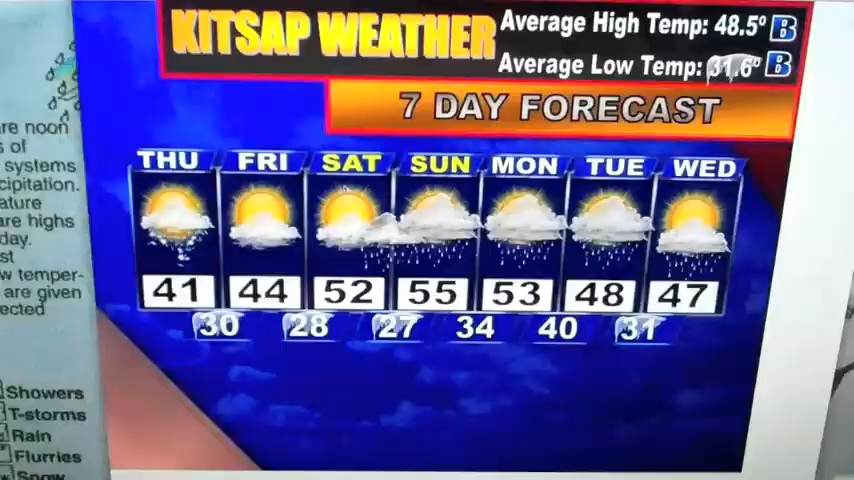 KITSAP WEATHER
Average High Temp: 48.5° B
Average Low Temp: 31.6° B
7 DAY FORECAST
THU FRI SAT SUN MON TUE WED
41 44 52 55 53 48 47
30 28 27 34 40 31
are noon
of
systems
cipitation.
ature
are highs
day.
st
w temper-
are given
ected
Showers
T-storms
Rain
Flurries
Snow